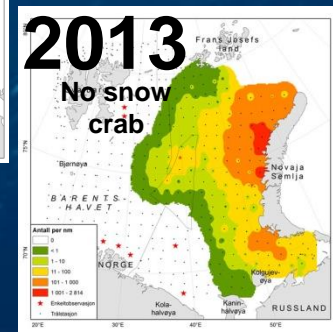 2013
No snow
crab
Frans Josefs
land
75°N
Bjørnøya
Novaja
Semlja
BARENTS
HAVET
Antall per nm
0
< 1
1 - 10
11 - 100
101 - 1 000
1 001 - 2 814
Enkeltobservasjon
Trålstasjon
70°N
NORGE
Kola-
halvøya
Kanin-
halvøya
Kolgujev-
øya
RUSSLAND
20°E
30°E
40°E
50°E